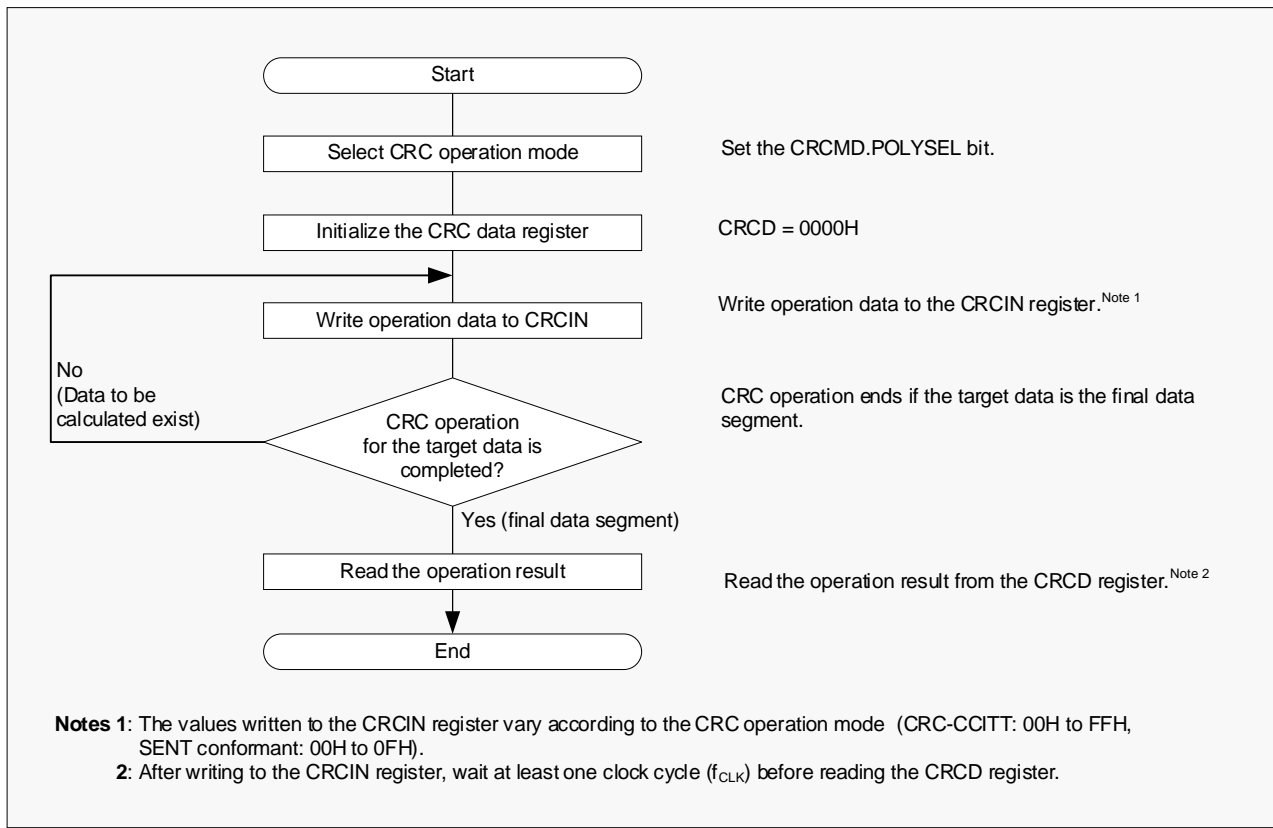 Start
Select CRC operation mode
Set the CRCMD.POLYSEL bit.
Initialize the CRC data register
CRCD = 0000H
Write operation data to CRCIN
Write operation data to the CRCIN register.Note 1
No
(Data to be
calculated exist)
CRC operation
for the target data is
completed?
CRC operation ends if the target data is the final data
segment.
Yes (final data segment)
Read the operation result
Read the operation result from the CRCD register.Note 2
End
Notes 1: The values written to the CRCIN register vary according to the CRC operation mode (CRC-CCITT: 00H to FFH,
SENT conformant: 00H to 0FH).
2: After writing to the CRCIN register, wait at least one clock cycle (fCLK) before reading the CRCD register.